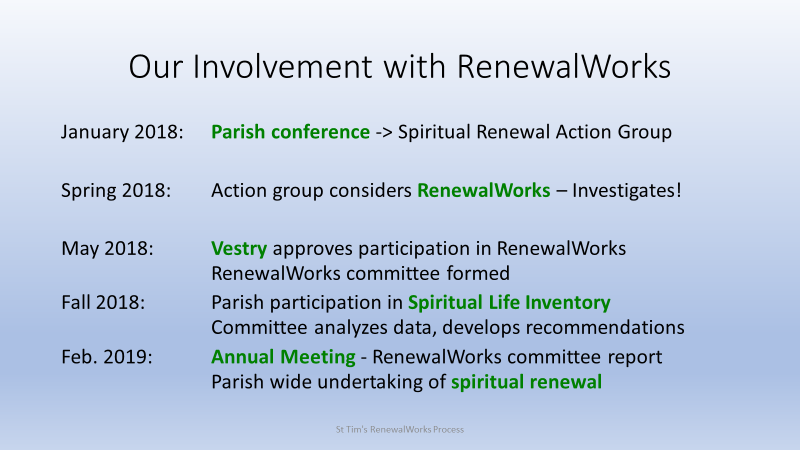 Our Involvement with RenewalWorks
January 2018: Parish conference -> Spiritual Renewal Action Group
Spring 2018: Action group considers RenewalWorks – Investigates!
May 2018: Vestry approves participation in RenewalWorks
RenewalWorks committee formed
Fall 2018: Parish participation in Spiritual Life Inventory
Committee analyzes data, develops recommendations
Feb. 2019: Annual Meeting - RenewalWorks committee report
Parish wide undertaking of spiritual renewal
St Tim's RenewalWorks Process